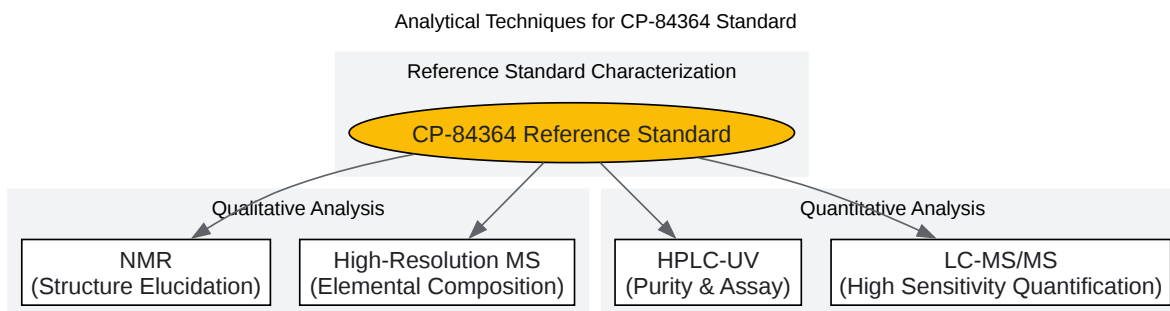 Analytical Techniques for CP-84364 Standard
Reference Standard Characterization
CP-84364 Reference Standard
Qualitative Analysis
NMR
(Structure Elucidation)
High-Resolution MS
(Elemental Composition)
Quantitative Analysis
HPLC-UV
(Purity & Assay)
LC-MS/MS
(High Sensitivity Quantification)